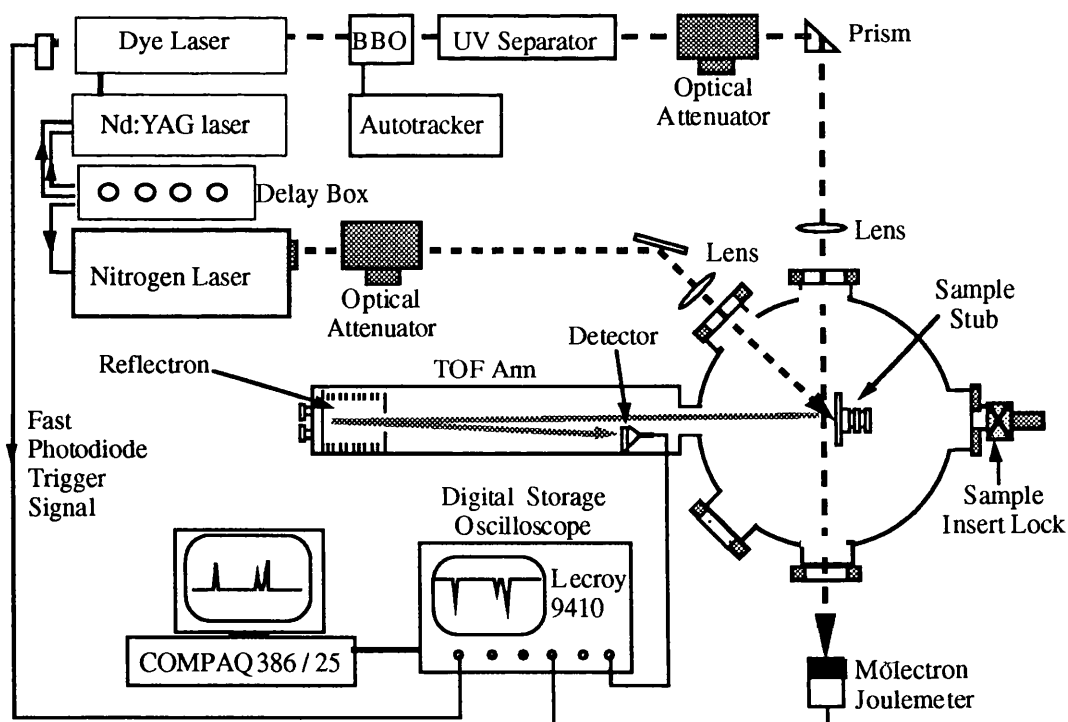 Dye Laser
BBO
UV Separator
Prism
Optical
Attenuator
Nd:YAG laser
Autotracker
Delay Box
Lens
Nitrogen Laser
Lens
Optical
Attenuator
Sample
Stub
Detector
Reflectron
TOF Arm
Fast
Photodiode
Trigger
Signal
Digital Storage
Oscilloscope
Sample
Insert Lock
Lecroy
9410
COMPAQ 386 / 25
Mölectron
Joulemeter